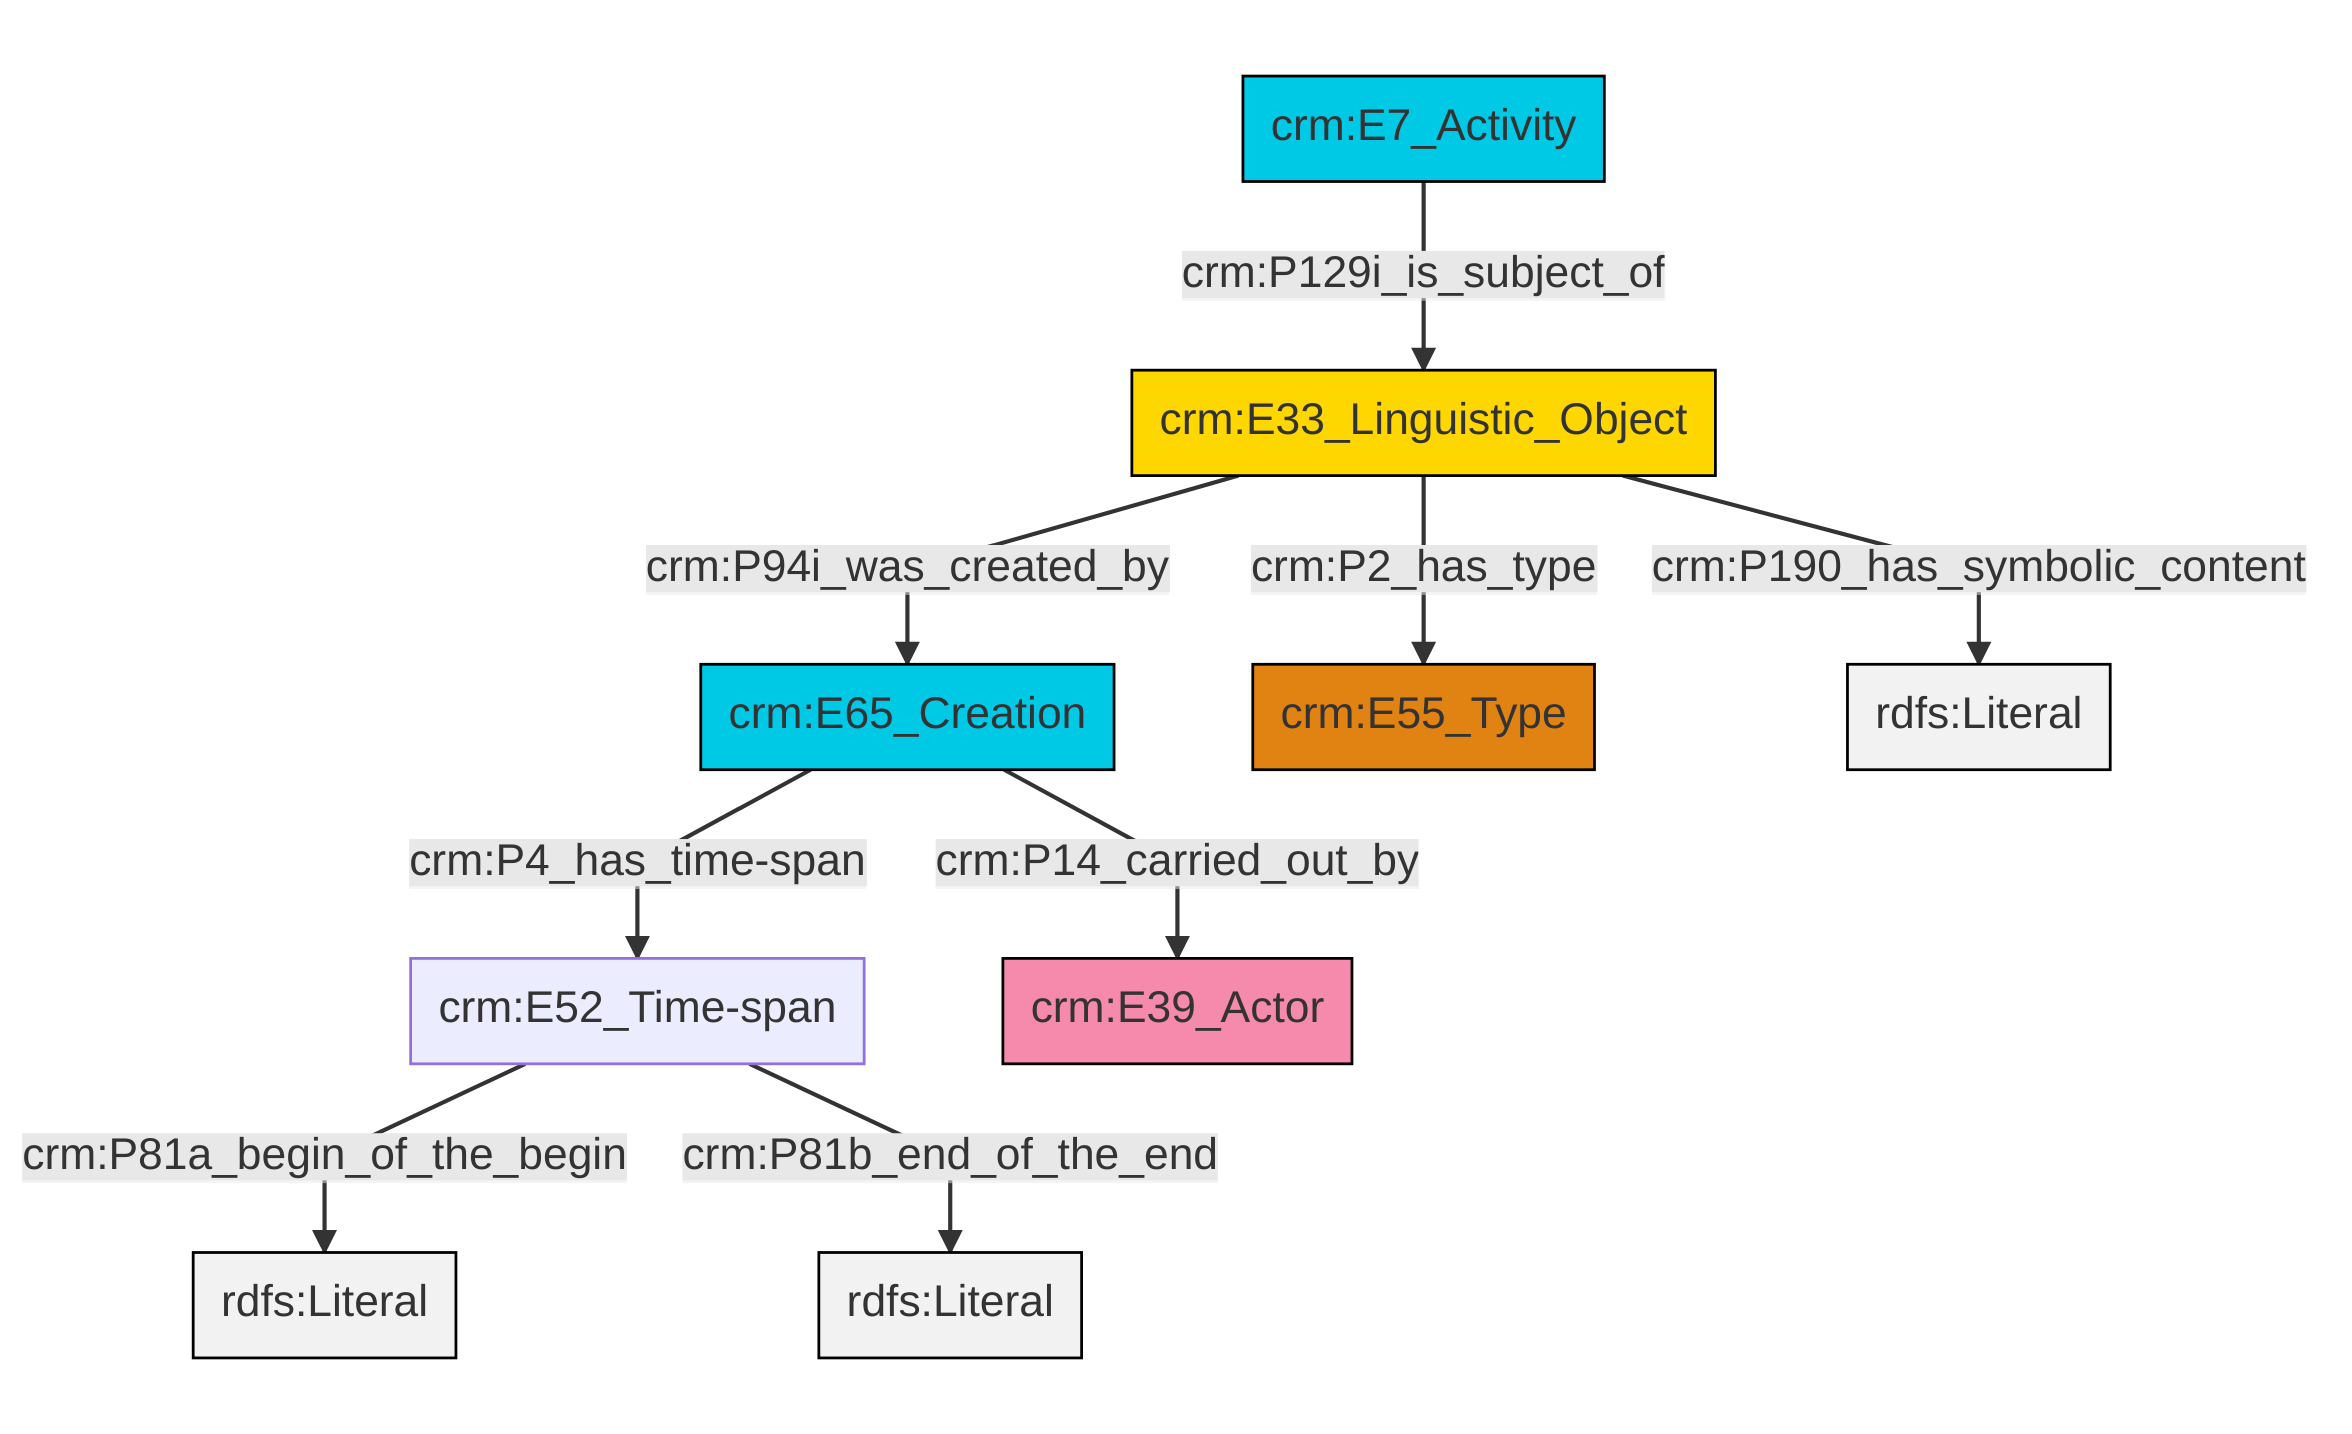 crm:E7_Activity
crm:P129i_is_subject_of
crm:E33_Linguistic_Object
crm:P94i_was_created_by
crm:P2_has_type
crm:P190_has_symbolic_content
crm:E65_Creation
crm:E55_Type
rdfs:Literal
crm:P4_has_time-span
crm:P14_carried_out_by
crm:E52_Time-span
crm:E39_Actor
crm:P81a_begin_of_the_begin
crm:P81b_end_of_the_end
rdfs:Literal
rdfs:Literal